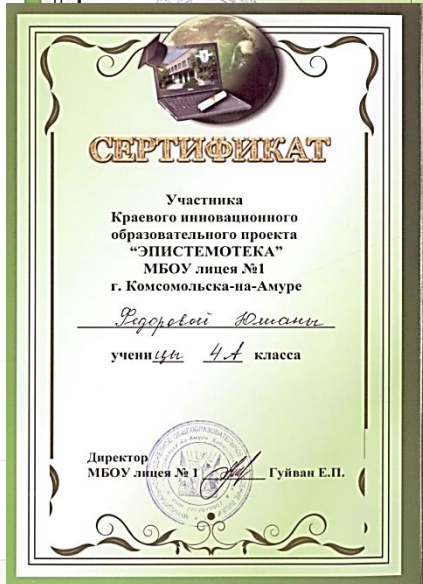 СЕРТИФИКАТ
Участника
Краевого инновационного
образовательного проекта
“ЭПИСТЕМОТЕКА”
МБОУ лицея №1
г. Комсомольска-на-Амуре
Федоровой Юлианы
ученицы 4 А класса
Директор
МБОУ лицея № 1 Гуйван Е.П.